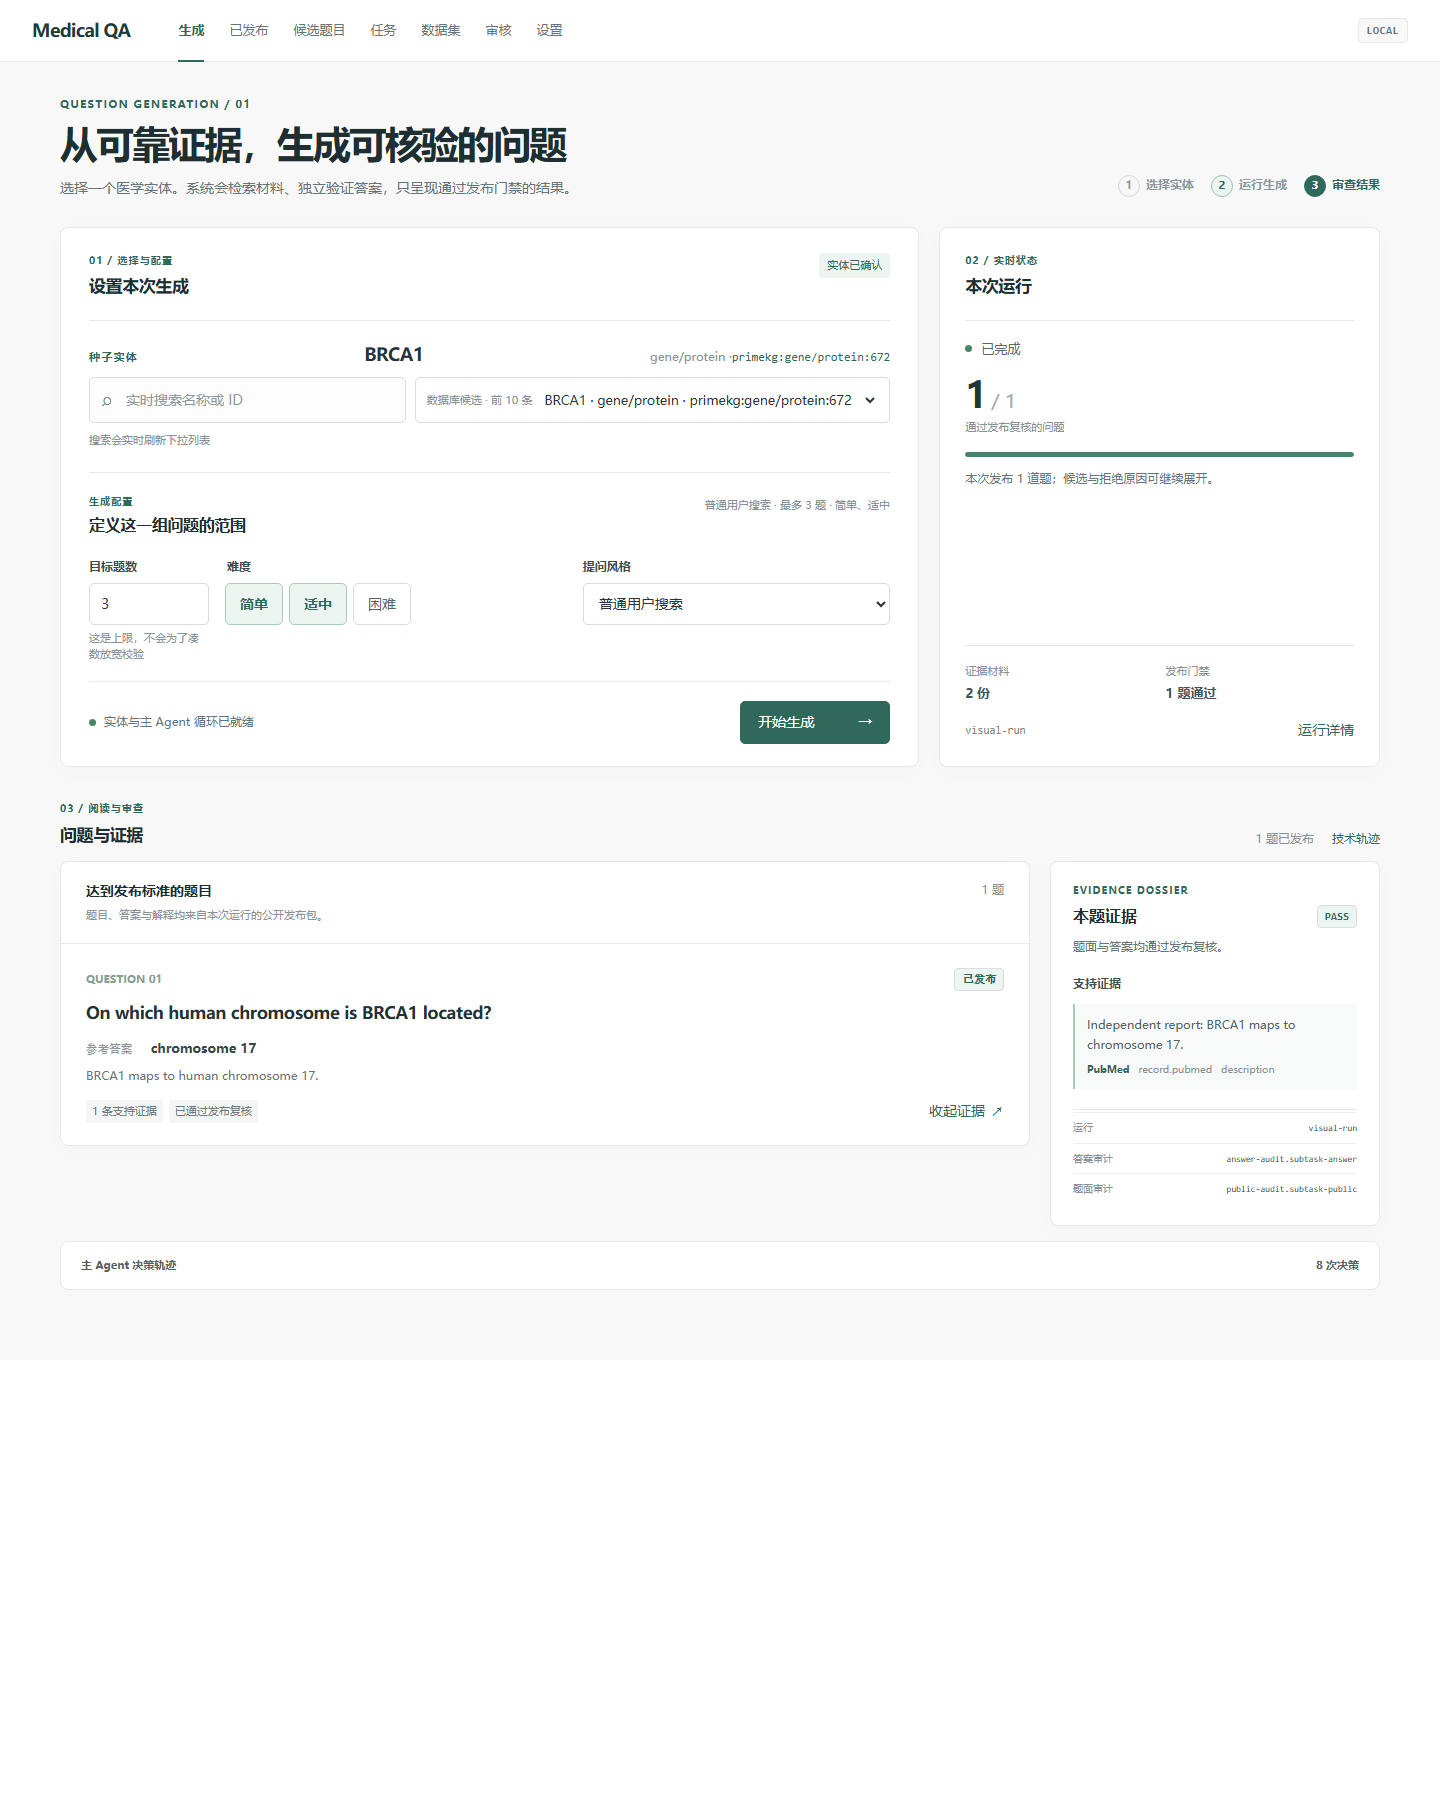 Medical QA
生成
已发布
候选题目
任务
数据集
审核
设置
LOCAL
QUESTION GENERATION / 01
从可靠证据，生成可核验的问题
选择一个医学实体。系统会检索材料、独立验证答案，只呈现通过发布门禁的结果。
1 选择实体
2 运行生成
3 审查结果
01 / 选择与配置
设置本次生成
实体已确认
种子实体
BRCA1
gene/protein ·primekg:gene/protein:672
实时搜索名称或 ID
数据库候选 · 前 10 条
BRCA1 · gene/protein · primekg:gene/protein:672
搜索会实时刷新下拉列表
生成配置
定义这一组问题的范围
普通用户搜索 · 最多 3 题 · 简单、适中
目标题数
难度
提问风格
3
简单
适中
困难
普通用户搜索
这是上限，不会为了凑
数放宽校验
实体与主 Agent 循环已就绪
开始生成 →
02 / 实时状态
本次运行
已完成
1 / 1
通过发布复核的问题
本次发布 1 道题；候选与拒绝原因可继续展开。
证据材料
2 份
发布门禁
1 题通过
visual-run
运行详情
03 / 阅读与审查
问题与证据
1 题已发布
技术轨迹
达到发布标准的题目
1 题
题目、答案与解释均来自本次运行的公开发布包。
QUESTION 01
已发布
On which human chromosome is BRCA1 located?
参考答案
chromosome 17
BRCA1 maps to human chromosome 17.
1 条支持证据
已通过发布复核
收起证据 ↗
EVIDENCE DOSSIER
本题证据
PASS
题面与答案均通过发布复核。
支持证据
Independent report: BRCA1 maps to
chromosome 17.
PubMed record.pubmed description
运行
visual-run
答案审计
answer-audit.subtask-answer
题面审计
public-audit.subtask-public
主 Agent 决策轨迹
8 次决策